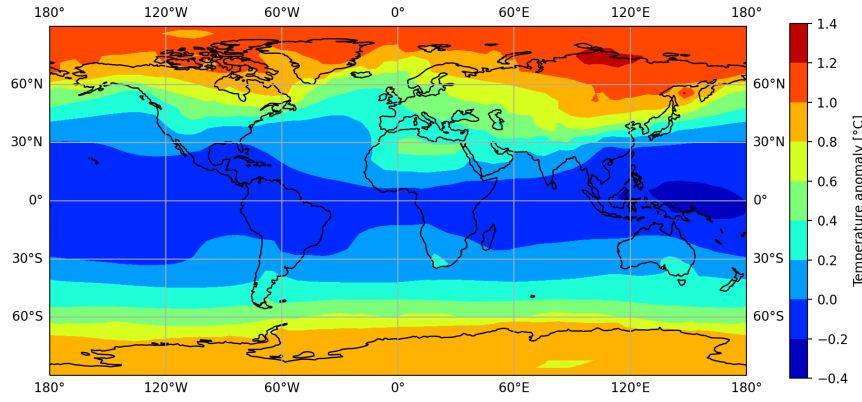 180° 120°W 60°W 0° 60°E 120°E 180°
1.4
1.2
60°N 60°N
1.0
30°N 30°N
0.8
0.6
0° 0°
0.4
30°S 30°S
0.2
0.0
60°S 60°S
−0.2
−0.4
180° 120°W 60°W 0° 60°E 120°E 180°
Temperature anomaly [°C]